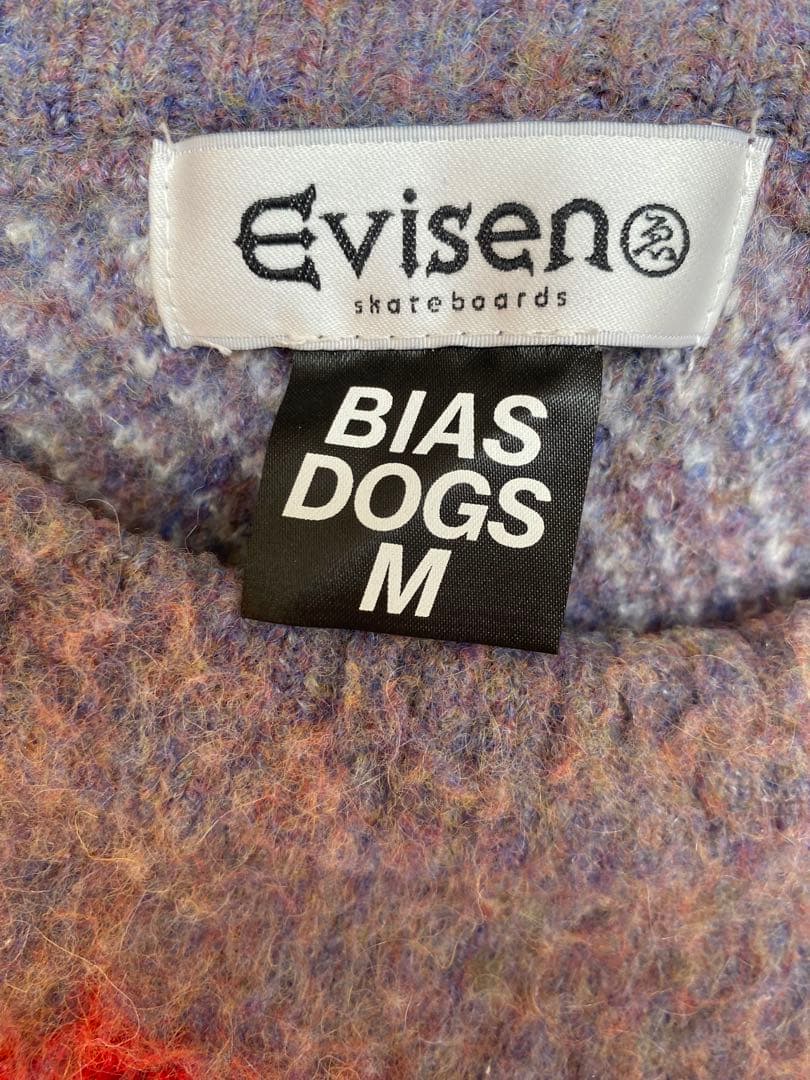 Evisen
skateboards
BIAS
DOGS
M